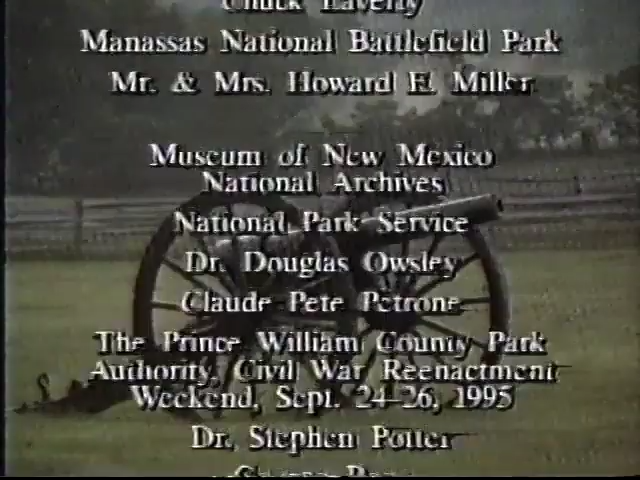 Chuck Laverty
Manassas National Battlefield Park
Mr. & Mrs. Howard E. Miller
Museum of New Mexico
National Archives
National Park Service
Dr. Douglas Owsley
Claude Pete Petrone
The Prince William County Park
Authority, Civil War Reenactment
Weekend, Sept. 24-26, 1995
Dr. Stephen Potter